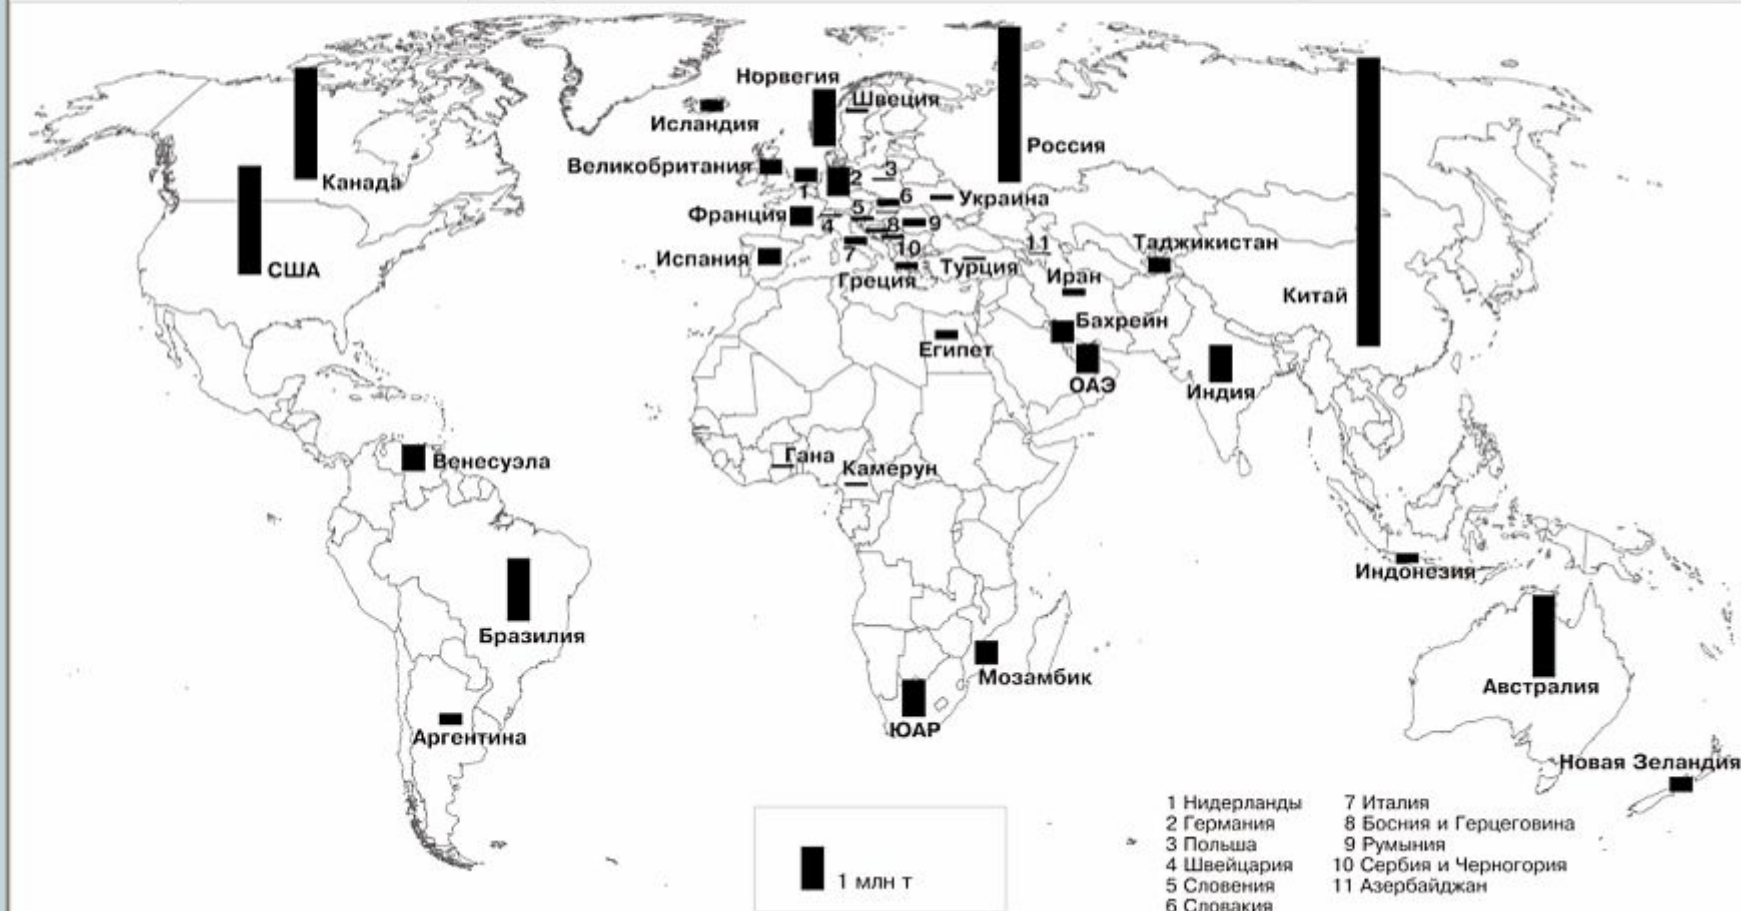 Норвегия
Швеция
Исландия
Россия
Великобритания
3
2
Канада
1
6
Украина
5
Франция
4
8
9
11
Таджикистан
10
7
Испания
США
Турция
Иран
Греция
Китай
Бахрейн
Египет
ОАЭ
Индия
Гана
Камерун
Венесуэла
Индонезия
Бразилия
Мозамбик
Австралия
ЮАР
Аргентина
Новая Зеландия
1 млн т
1 Нидерланды
2 Германия
3 Польша
4 Швейцария
5 Словения
6 Словакия
7 Италия
8 Босния и Герцеговина
9 Румыния
10 Сербия и Черногория
11 Азербайджан